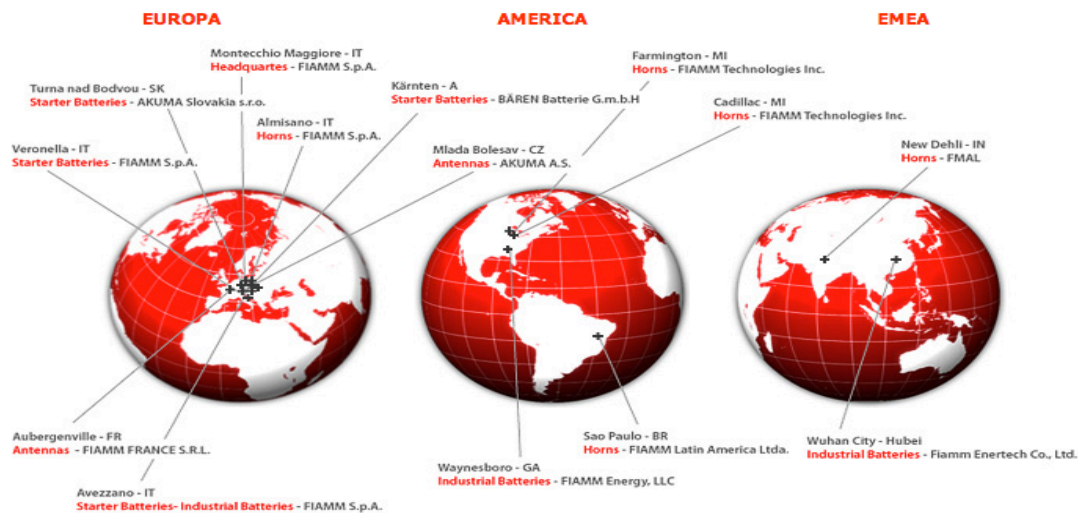 EUROPA
AMERICA
EMEA
Montecchio Maggiore - IT
Headquartes - FIAMM S.p.A.
Turna nad Bodvou - SK
Starter Batteries - AKUMA Slovakia s.r.o.
Almisano - IT
Horns - FIAMM S.p.A.
Veronella - IT
Starter Batteries - FIAMM S.p.A.
Kärnten - A
Starter Batteries - BÄREN Batterie G.m.b.H
Mlada Bolesav - CZ
Antennas - AKUMA A.S.
Farmington - MI
Horns - FIAMM Technologies Inc.
Cadillac - MI
Horns - FIAMM Technologies Inc.
New Dehli - IN
Horns - FMAL
Aubergenville - FR
Antennas - FIAMM FRANCE S.R.L.
Avezzano - IT
Starter Batteries- Industrial Batteries - FIAMM S.p.A.
Waynesboro - GA
Industrial Batteries - FIAMM Energy, LLC
Sao Paulo - BR
Horns - FIAMM Latin America Ltda.
Wuhan City - Hubei
Industrial Batteries - Fiamm Enertech Co., Ltd.